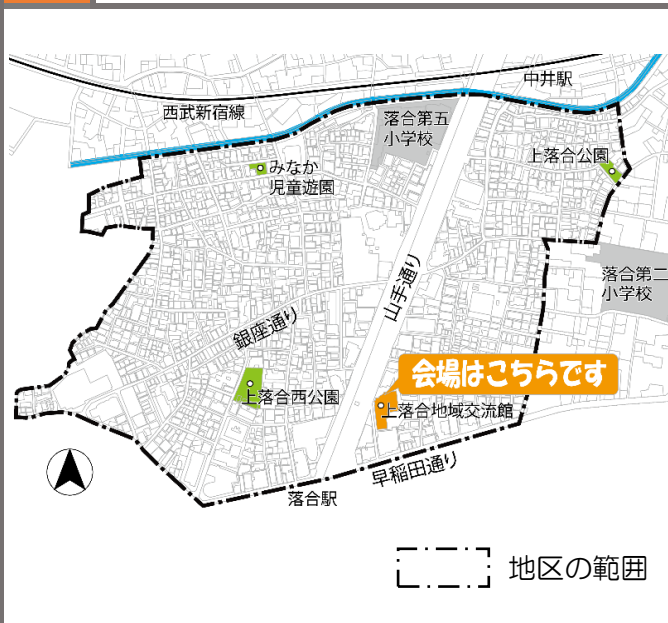 中井駅
西武新宿線
落合第五
小学校
上落合公園
みなか
児童遊園
山手通り
落合第二
小学校
銀座通り
会場はこちらです
上落合西公園
上落合地域交流館
早稲田通り
落合駅
地区の範囲